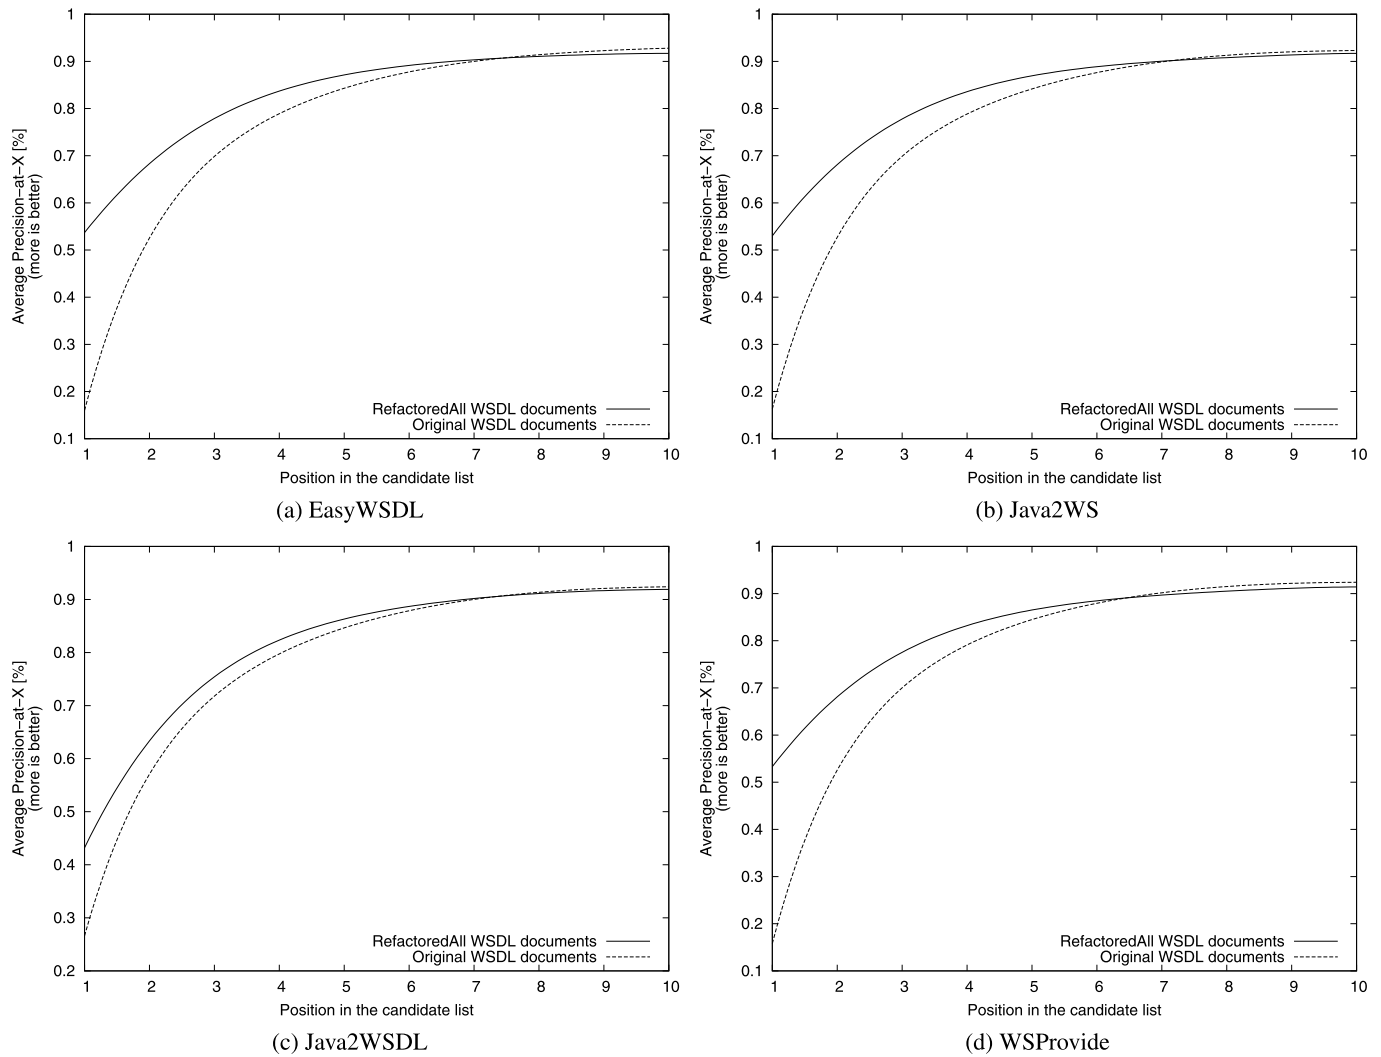 1
0.9
0.8
0.7
0.6
0.5
0.4
0.3
0.2
0.1
Average Precision-at-X [%]
(more is better)
RefactoredAll WSDL documents
Original WSDL documents
1 2 3 4 5 6 7 8 9 10
Position in the candidate list
(a) EasyWSDL
1
0.9
0.8
0.7
0.6
0.5
0.4
0.3
0.2
0.1
Average Precision-at-X [%]
(more is better)
RefactoredAll WSDL documents
Original WSDL documents
1 2 3 4 5 6 7 8 9 10
Position in the candidate list
(b) Java2WS
1
0.9
0.8
0.7
0.6
0.5
0.4
0.3
0.2
Average Precision-at-X [%]
(more is better)
RefactoredAll WSDL documents
Original WSDL documents
1 2 3 4 5 6 7 8 9 10
Position in the candidate list
(c) Java2WSDL
1
0.9
0.8
0.7
0.6
0.5
0.4
0.3
0.2
0.1
Average Precision-at-X [%]
(more is better)
RefactoredAll WSDL documents
Original WSDL documents
1 2 3 4 5 6 7 8 9 10
Position in the candidate list
(d) WSProvide